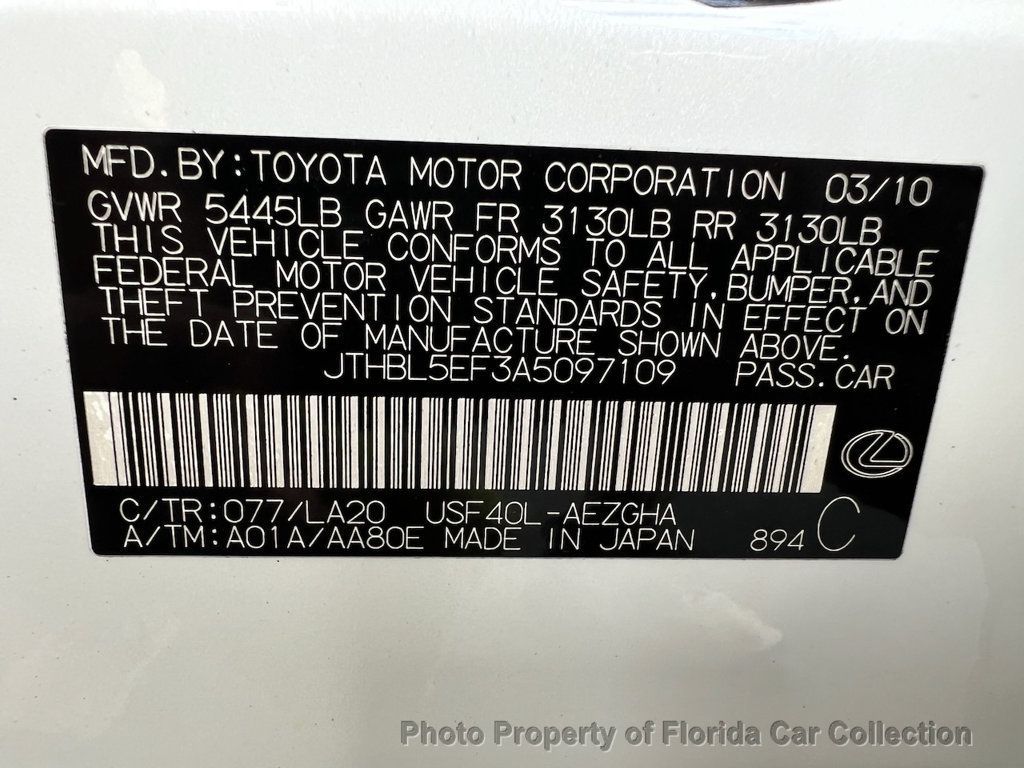 MFD.BY:TOYOTA MOTOR CORPORATION 03/10
GVWR 5445LB GAWR FR 3130LB RR 3130LB
THIS VEHICLE CONFORMS TO ALL APPLICABLE
FEDERAL MOTOR VEHICLE SAFETY,BUMPER,AND
THEFT PREVENTION STANDARDS IN EFFECT ON
THE DATE OF MANUFACTURE SHOWN ABOVE.
JTHBL5EF3A5097109 PASS.CAR
C/TR:077/LA20 USF40L-AEZGHA
A/TM:A01A/AA80E MADE IN JAPAN 894 C
Photo Property of Florida Car Collection